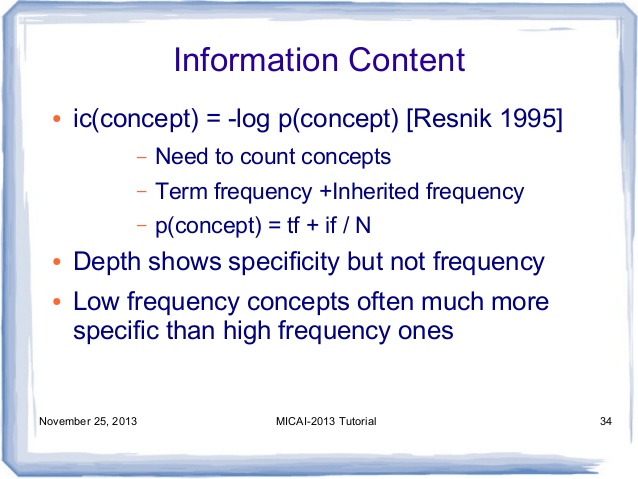 Information Content
• ic(concept) = -log p(concept) [Resnik 1995]
– Need to count concepts
– Term frequency +Inherited frequency
– p(concept) = tf + if / N
• Depth shows specificity but not frequency
• Low frequency concepts often much more
specific than high frequency ones
November 25, 2013 MICAI-2013 Tutorial 34